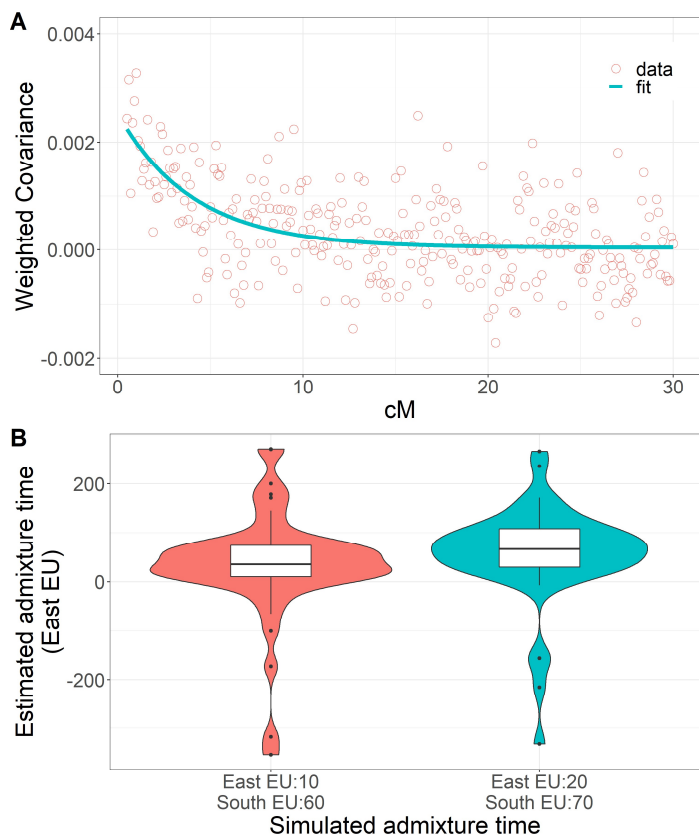 A
0.004
0.002
0.000
-0.002
Weighted Covariance
data
fit
0
10
20
30
cM
B
200
0
-200
Estimated admixture time
(East EU)
East EU:10
South EU:60
East EU:20
South EU:70
Simulated admixture time